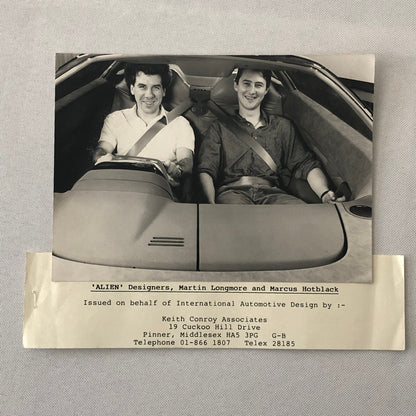 'ALIEN' Designers, Martin Longmore and Marcus Hotblack
Issued on behalf of International Automotive Design by :-
Keith Conroy Associates
19 Cuckoo Hill Drive
Pinner, Middlesex HA5 3PG G-B
Telephone 01-866 1807 Telex 28185